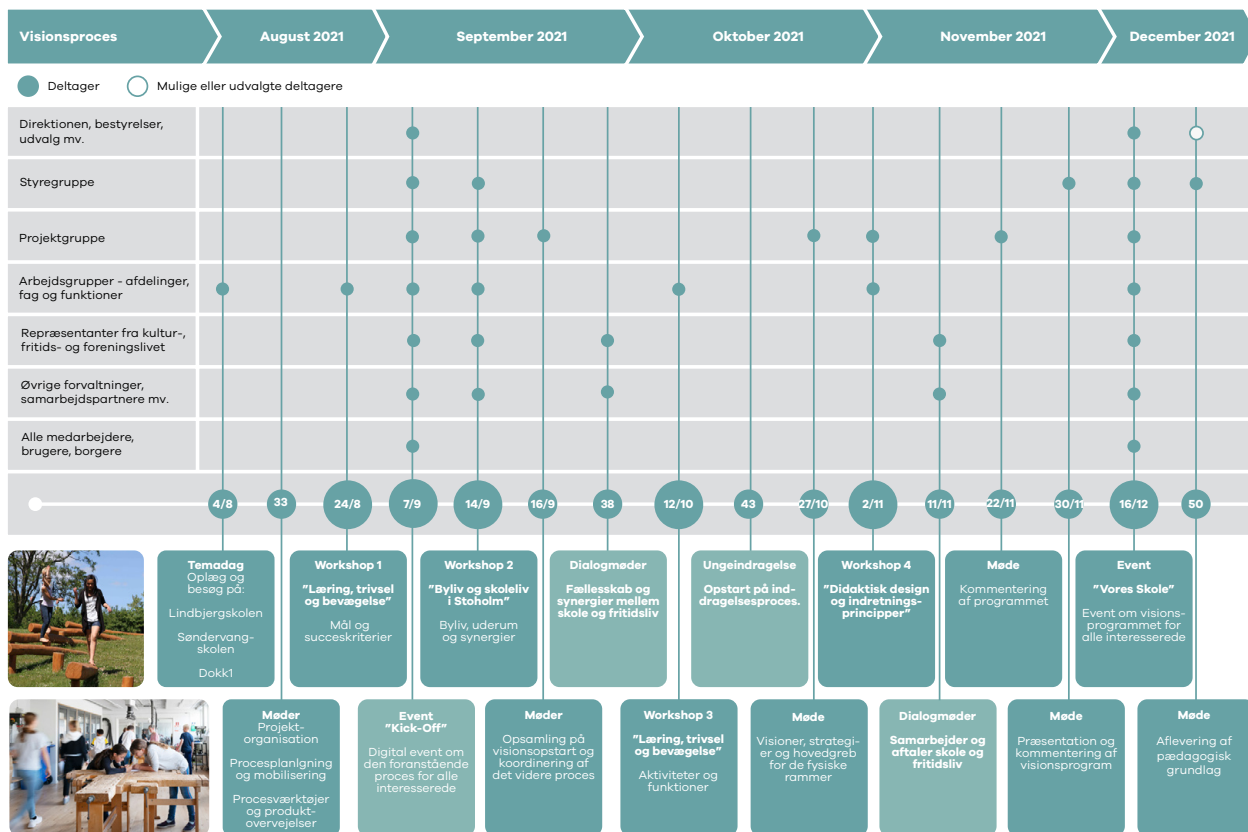 Visionsproces
August 2021
September 2021
Oktober 2021
November 2021
December 2021
Deltager
Mulige eller udvalgte deltagere
Direktionen, bestyrelser,
udvalg mv.
Styregruppe
Projektgruppe
Arbejdsgrupper - afdelinger,
fag og funktioner
Repræsentanter fra kultur-,
fritids- og foreningslivet
Øvrige forvaltninger,
samarbejdspartnere mv.
Alle medarbejdere,
brugere, borgere
4/8
33
24/8
7/9
14/9
16/9
38
12/10
43
27/10
2/11
11/11
22/11
30/11
16/12
50
Temadag
Oplæg og
besøg på:
Lindbjergskolen
Søndervang-
skolen
Dokk1
Workshop 1
"Læring, trivsel
og bevægelse"
Mål og
succeskriterier
Workshop 2
"Byliv og skoleliv
i Stoholm"
Byliv, uderum
og synergier
Dialogmøder
Fællesskab og
synergier mellem
skole og fritidsliv
Ungeindragelse
Opstart på ind-
dragelsesproces.
Workshop 4
"Didaktisk design
og indretnings-
principper"
Møde
Kommentering
af programmet
Event
"Vores Skole"
Event om visions-
programmet for
alle interesserede
Møder
Projekt-
organisation
Procesplanlgning
og mobilisering
Procesværktøjer
og produkt-
overvejelser
Event
"Kick-Off"
Digital event om
den foranstående
proces for alle
interesserede
Møder
Opsamling på
visionsopstart og
koordinering af
det videre proces
Workshop 3
"Læring, trivsel
og bevægelse"
Aktiviteter og
funktioner
Møde
Visioner, strategi-
er og hovedgreb
for de fysiske
rammer
Dialogmøder
Samarbejder og
aftaler skole og
fritidsliv
Møde
Præsentation og
kommentering af
visionsprogram
Møde
Aflevering af
pædagogisk
grundlag